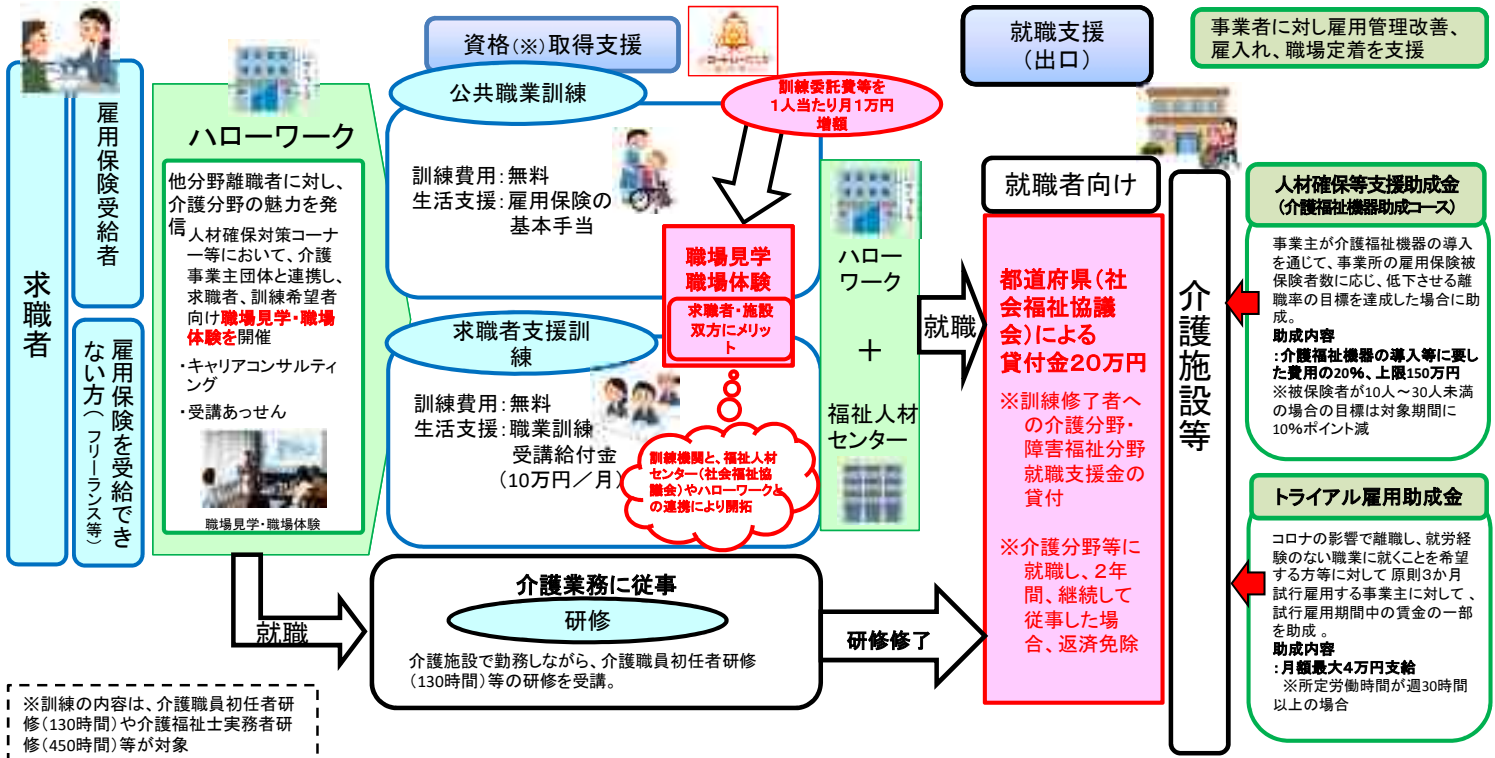 求職者
雇用保険受給者
雇用保険を受給でき
ない方(フリーランス等)
ハローワーク
他分野離職者に対し、
介護分野の魅力を発
信
・人材確保対策コーナ
ー等において、介護
事業主団体と連携し、
求職者、訓練希望者
向け職場見学・職場
体験を開催
・キャリアコンサルティ
ング
・受講あっせん
職場見学・職場体験
就職
※訓練の内容は、介護職員初任者研
修(130時間)や介護福祉士実務者研
修(450時間)等が対象
資格(※)取得支援
公共職業訓練
訓練費用:無料
生活支援:雇用保険の
基本手当
求職者支援訓
練
訓練費用:無料
生活支援:職業訓練
受講給付金
(10万円/月)
訓練委託費等を
1人当たり月1万円
増額
職場見学
職場体験
求職者・施設
双方にメリッ
ト
訓練機関と、福祉人材
センター(社会福祉協
議会)やハローワークと
の連携により開拓
介護業務に従事
研修
介護施設で勤務しながら、介護職員初任者研修
(130時間)等の研修を受講。
研修修了
ハロー
ワーク
+
福祉人材
センター
就職
就職支援
(出口)
就職者向け
都道府県(社
会福祉協議
会)による
貸付金20万円
※訓練修了者へ
の介護分野・
障害福祉分野
就職支援金の
貸付
※介護分野等に
就職し、2年
間、継続して
従事した場
合、返済免除
介護施設等
事業者に対し雇用管理改善、
雇入れ、職場定着を支援
人材確保等支援助成金
(介護福祉機器助成コース)
事業主が介護福祉機器の導入
を通じて、事業所の雇用保険被
保険者数に応じ、低下させる離
職率の目標を達成した場合に助
成。
助成内容
:介護福祉機器の導入等に要し
た費用の20%、上限150万円
※被保険者が10人~30人未満
の場合の目標は対象期間に
10%ポイント減
トライアル雇用助成金
コロナの影響で離職し、就労経
験のない職業に就くことを希望
する方等に対して 原則3か月
試行雇用する事業主に対して 、
試行雇用期間中の賃金の一部
を助成 。
助成内容
:月額最大4万円支給
※所定労働時間が週30時間
以上の場合